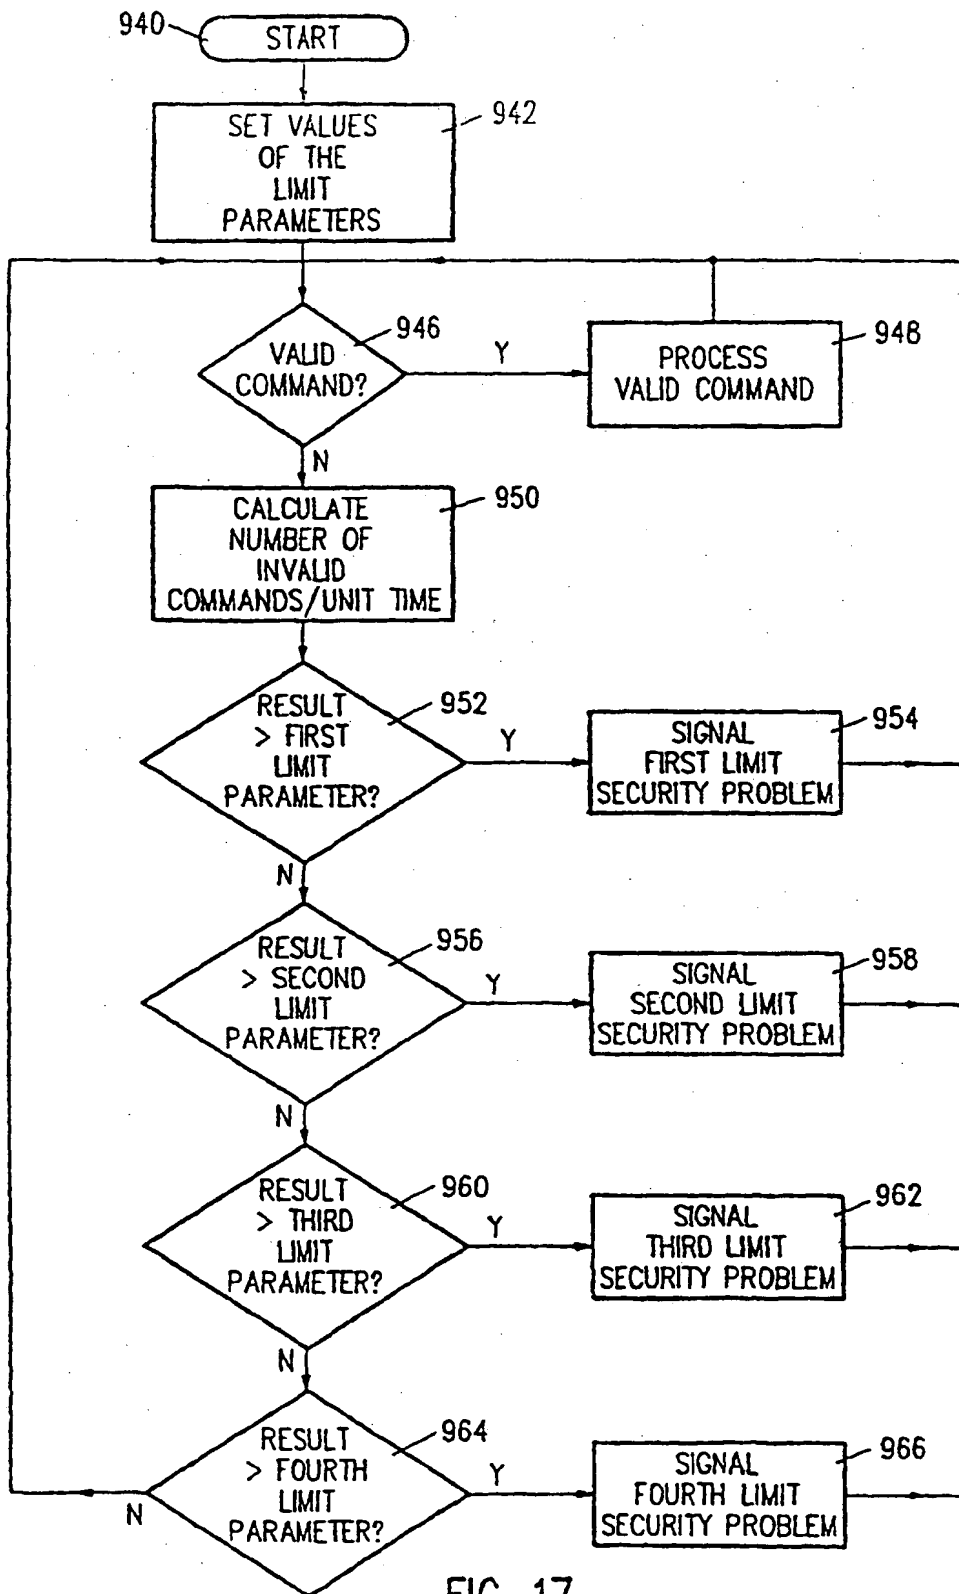 940
START
942
SET VALUES
OF THE
LIMIT
PARAMETERS
946
VALID
COMMAND?
Y
948
PROCESS
VALID COMMAND
N
950
CALCULATE
NUMBER OF
INVALID
COMMANDS/UNIT TIME
952
RESULT
> FIRST
LIMIT
PARAMETER?
Y
954
SIGNAL
FIRST LIMIT
SECURITY PROBLEM
N
956
RESULT
> SECOND
LIMIT
PARAMETER?
Y
958
SIGNAL
SECOND LIMIT
SECURITY PROBLEM
N
960
RESULT
> THIRD
LIMIT
PARAMETER?
Y
962
SIGNAL
THIRD LIMIT
SECURITY PROBLEM
N
964
RESULT
> FOURTH
LIMIT
PARAMETER?
Y
966
SIGNAL
FOURTH LIMIT
SECURITY PROBLEM
N
FIG. 17